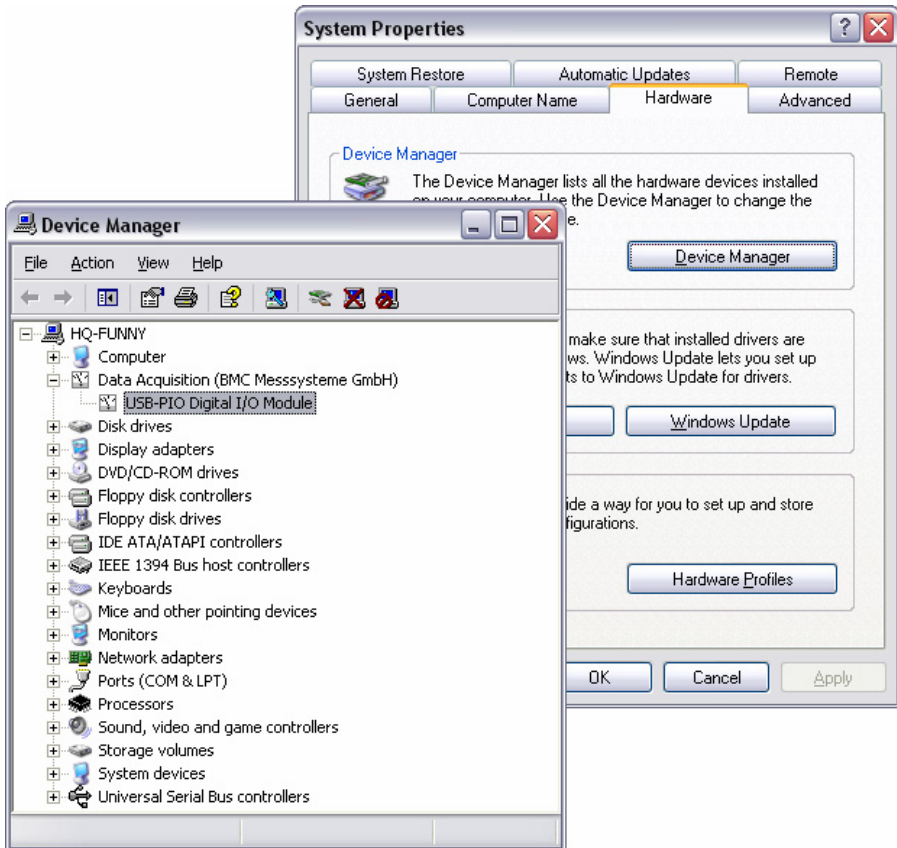 System Properties
System Restore
Automatic Updates
Remote
General
Computer Name
Hardware
Advanced
Device Manager
The Device Manager lists all the hardware devices installed
on your computer. Use the Device Manager to change the
e.
Device Manager
make sure that installed drivers are
ws. Windows Update lets you set up
ts to Windows Update for drivers.
Windows Update
ide a way for you to set up and store
figurations.
Hardware Profiles
OK
Cancel
Apply
Device Manager
File
Action
View
Help
HQ-FUNNY
Computer
Data Acquisition (BMC Messsysteme GmbH)
USB-PIO Digital I/O Module
Disk drives
Display adapters
DVD/CD-ROM drives
Floppy disk controllers
Floppy disk drives
IDE ATA/ATAPI controllers
IEEE 1394 Bus host controllers
Keyboards
Mice and other pointing devices
Monitors
Network adapters
Ports (COM & LPT)
Processors
Sound, video and game controllers
Storage volumes
System devices
Universal Serial Bus controllers